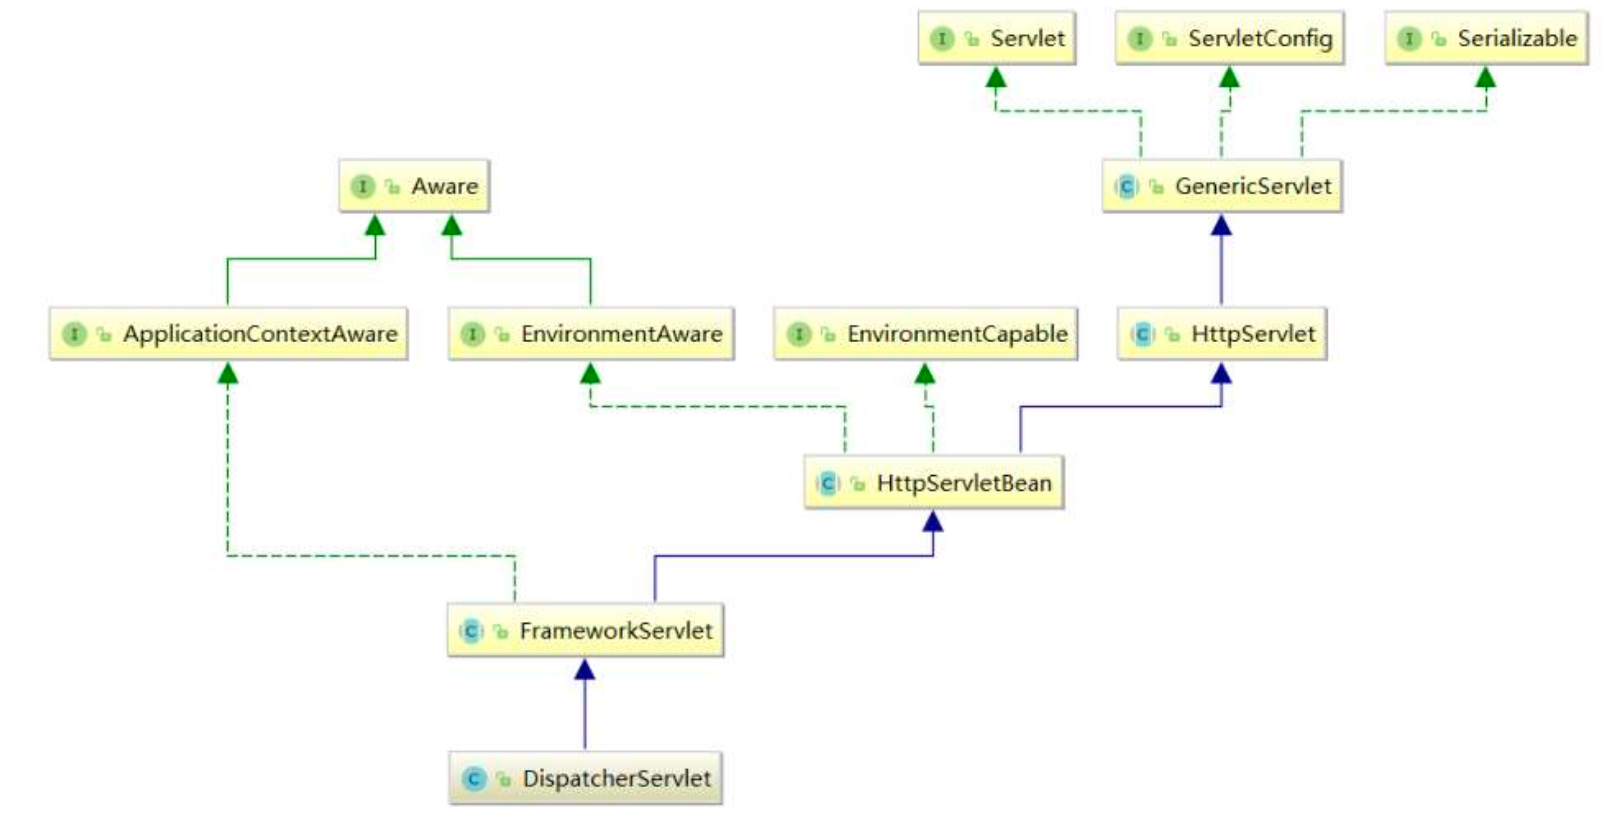 I Servlet
I ServletConfig
I Serializable
I Aware
C GenericServlet
I ApplicationContextAware
I EnvironmentAware
I EnvironmentCapable
C HttpServlet
C HttpServletBean
C FrameworkServlet
C DispatcherServlet